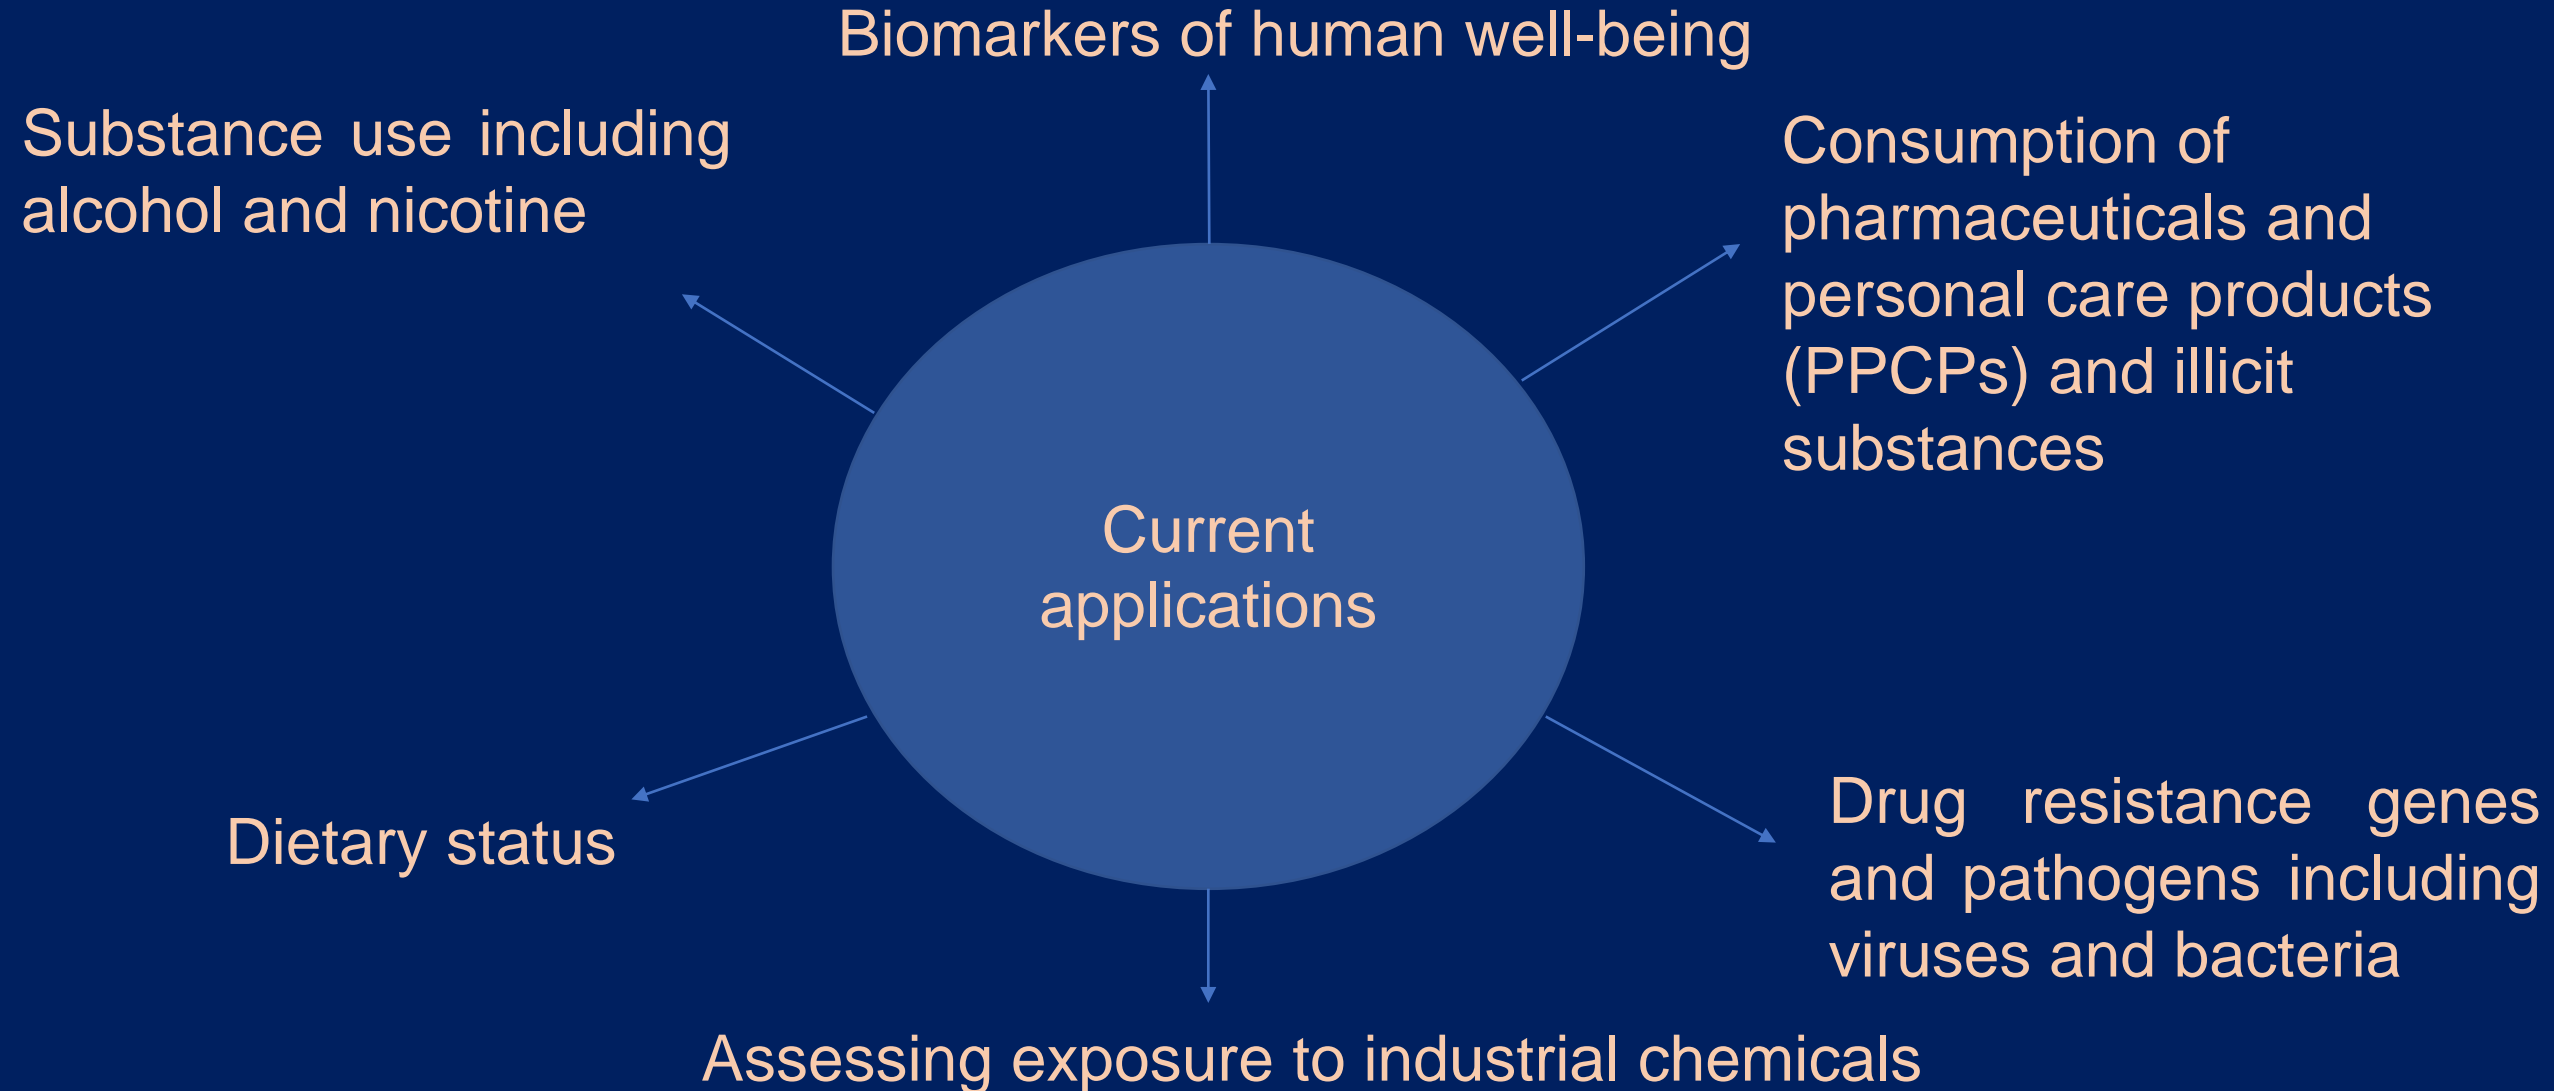 Biomarkers of human well-being
Substance use including
alcohol and nicotine
Consumption of
pharmaceuticals and
personal care products
(PPCPs) and illicit
substances
Current
applications
Dietary status
Drug resistance genes
and pathogens including
viruses and bacteria
Assessing exposure to industrial chemicals